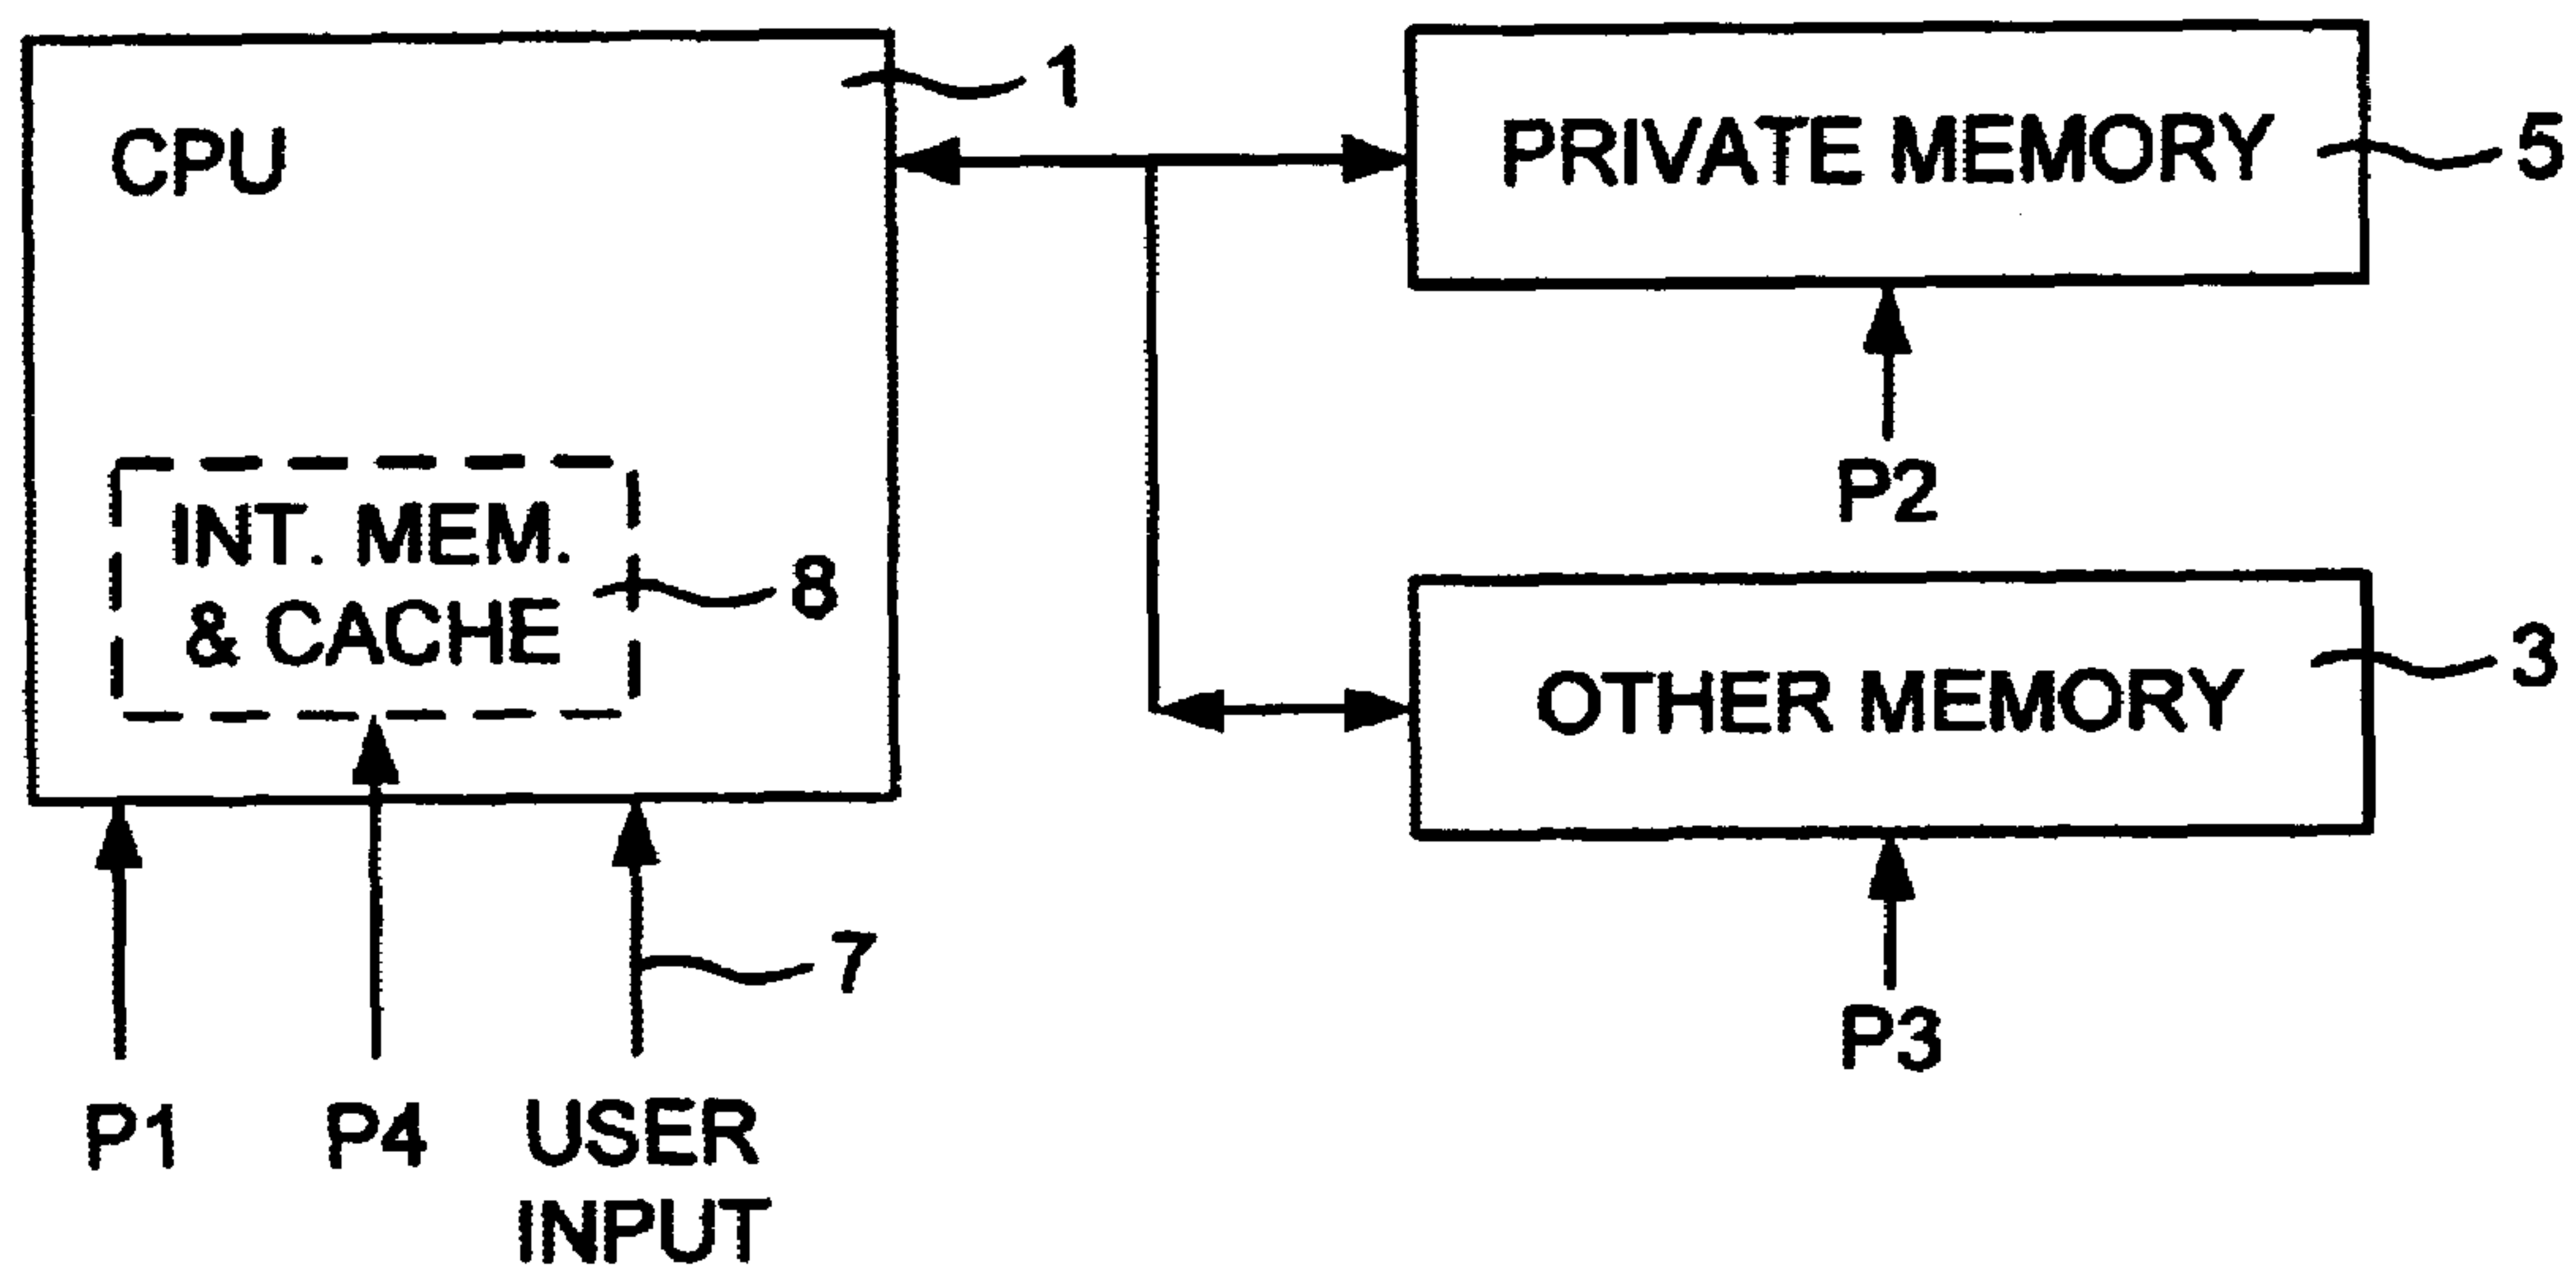 CPU
1
PRIVATE MEMORY
5
P2
INT. MEM.
& CACHE
8
OTHER MEMORY
3
P3
7
P1
P4
USER
INPUT